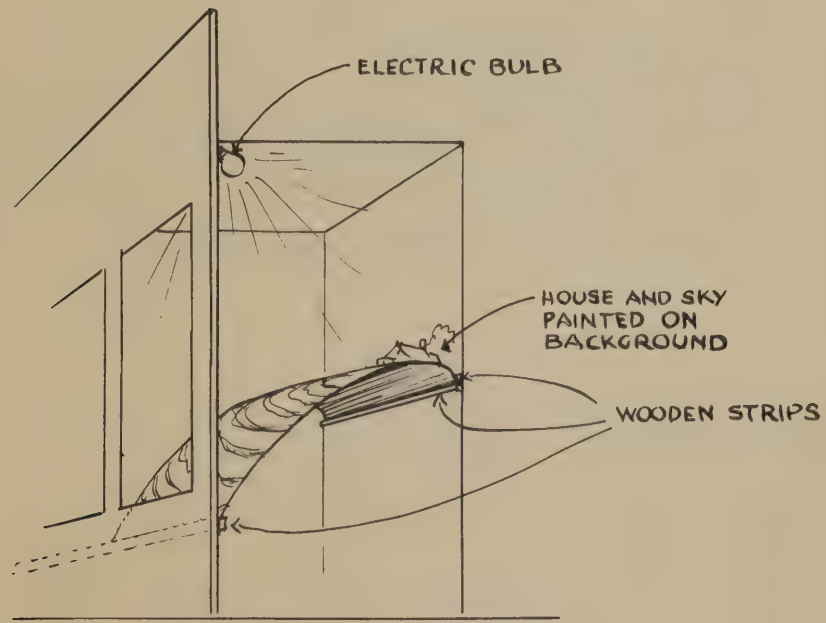 ELECTRIC BULB
HOUSE AND SKY
PAINTED ON
BACKGROUND
WOODEN STRIPS